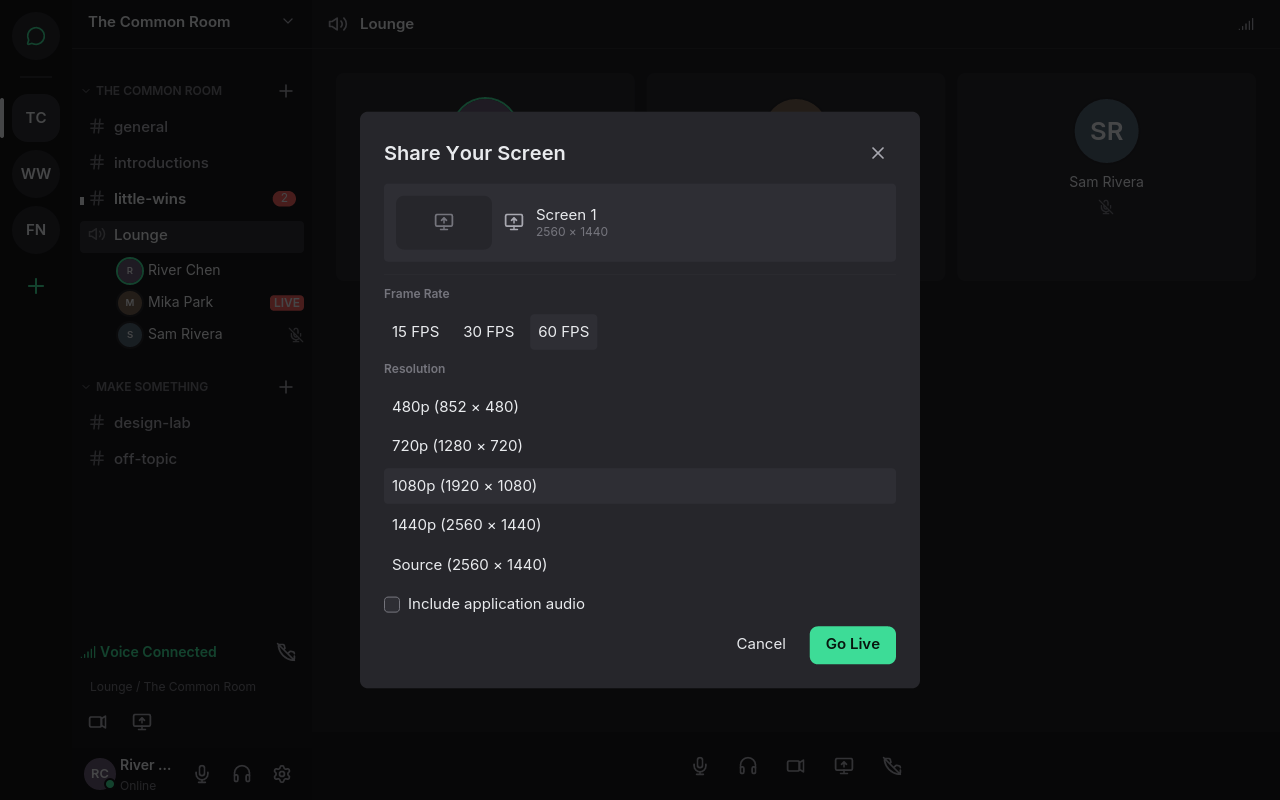 The Common Room
TC
WW
FN
THE COMMON ROOM
general
introductions
little-wins
2
Lounge
R
River Chen
M
Mika Park
LIVE
S
Sam Rivera
MAKE SOMETHING
design-lab
off-topic
Voice Connected
Lounge / The Common Room
RC
River ...
Online
Lounge
SR
Sam Rivera
Share Your Screen
Screen 1
2560 × 1440
Frame Rate
15 FPS
30 FPS
60 FPS
Resolution
480p (852 × 480)
720p (1280 × 720)
1080p (1920 × 1080)
1440p (2560 × 1440)
Source (2560 × 1440)
Include application audio
Cancel
Go Live